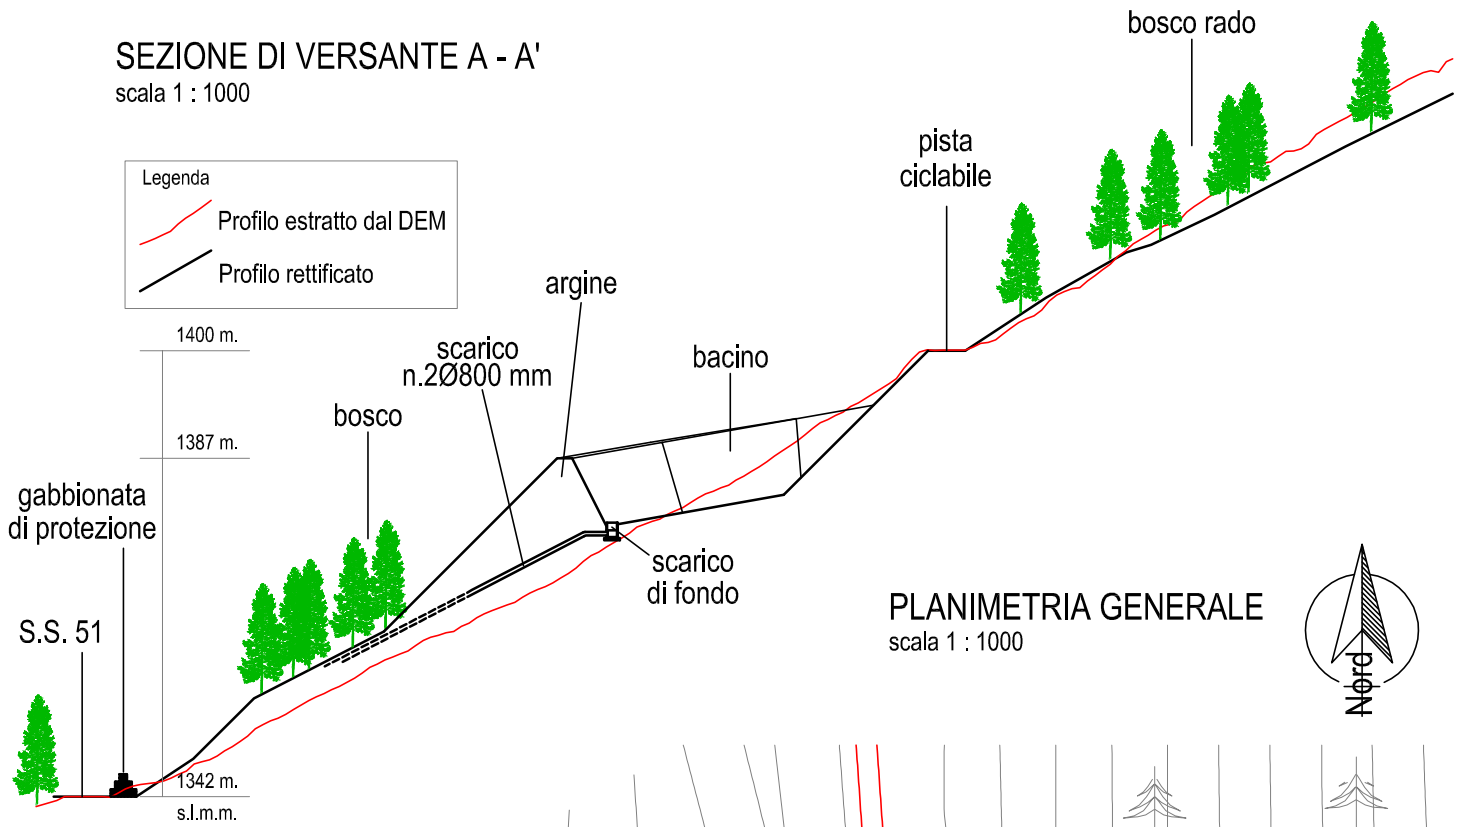 SEZIONE DI VERSANTE A - A'
scala 1 : 1000
Legenda
Profilo estratto dal DEM
Profilo rettificato
bosco rado
pista
ciclabile
argine
scarico
n.2Ø800 mm
bacino
bosco
1400 m.
1387 m.
gabbionata
di protezione
scarico
di fondo
S.S. 51
1342 m.
s.l.m.m.
PLANIMETRIA GENERALE
scala 1 : 1000
Nord